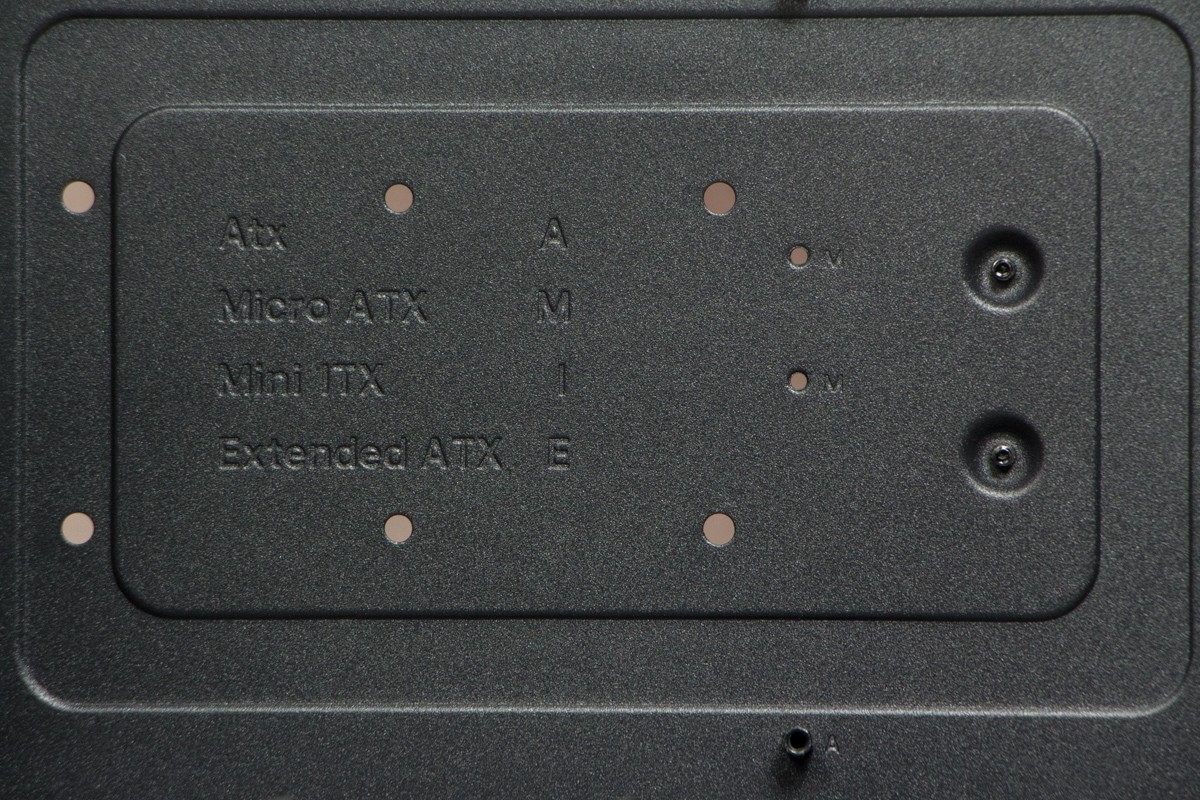 Atx A
M
Micro ATX M
Mini ITX I
M
Extended ATX E
A